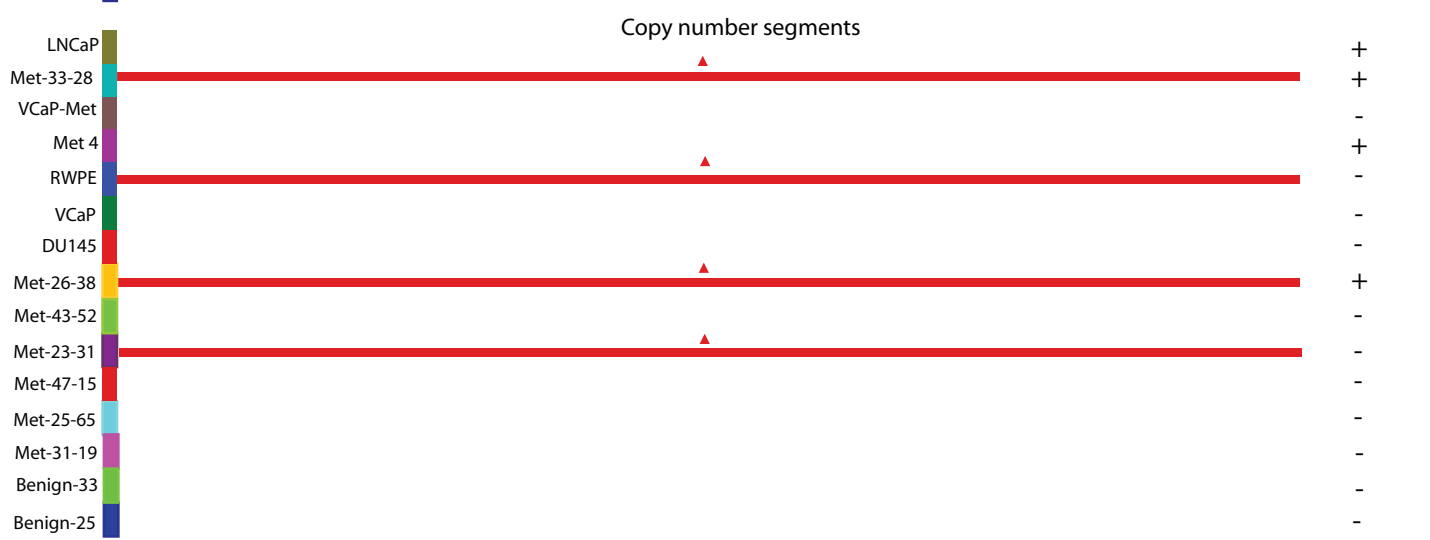 Copy number segments
LNCaP +
Met-33-28 +
VCaP-Met -
Met 4 +
RWPE -
VCaP -
DU145 -
Met-26-38 +
Met-43-52 -
Met-23-31 -
Met-47-15 -
Met-25-65 -
Met-31-19 -
Benign-33 -
Benign-25 -